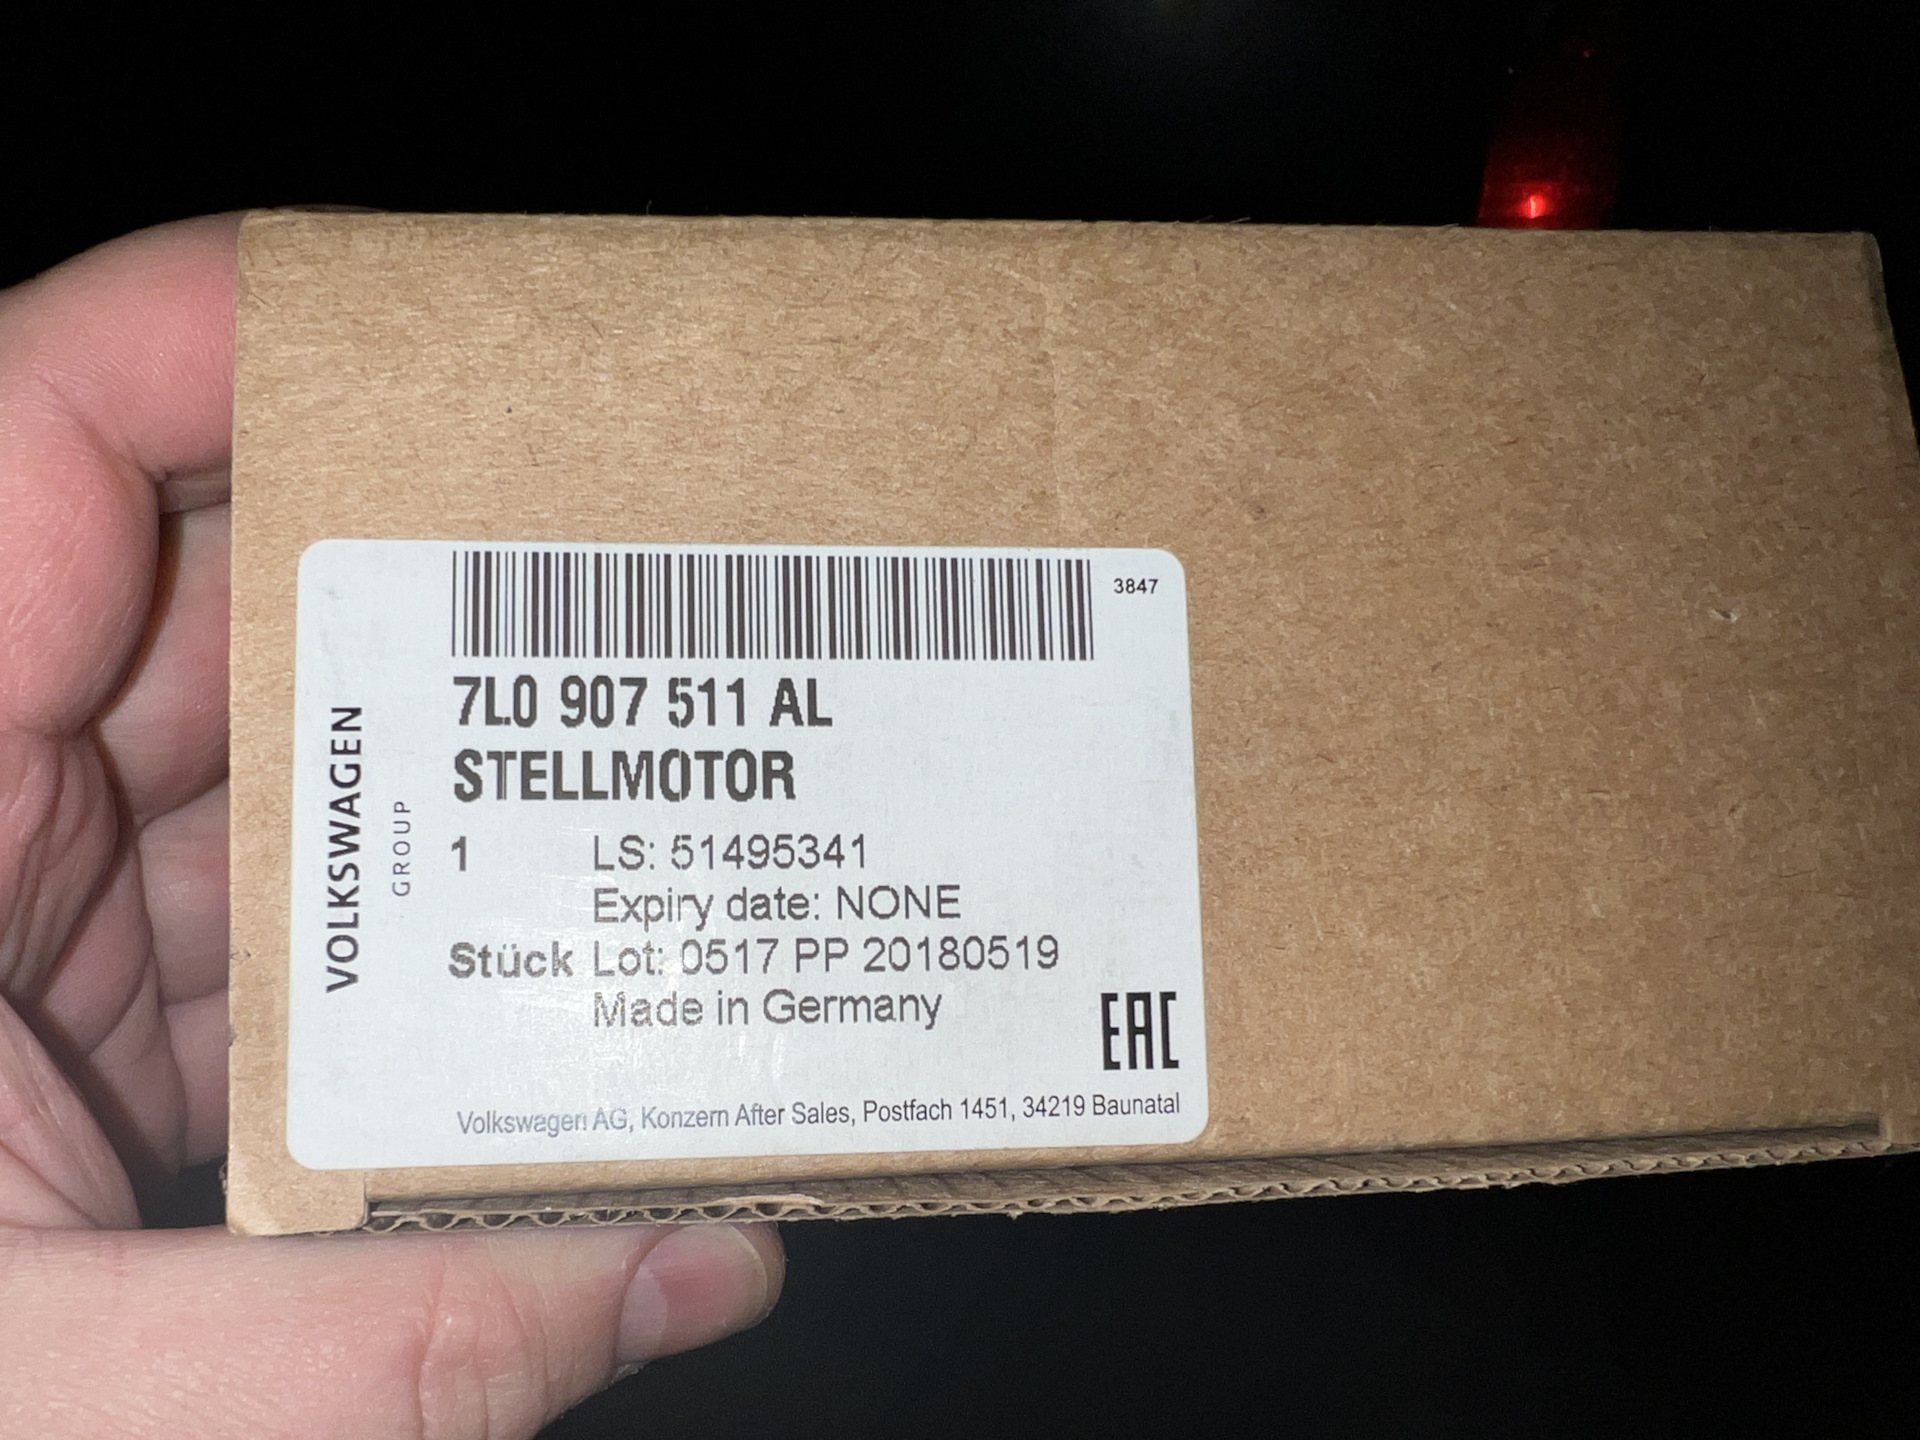 3847
7L0 907 511 AL
STELLMOTOR
1 LS: 51495341
Expiry date: NONE
Stück Lot: 0517 PP 20180519
Made in Germany
EAC
Volkswagen AG, Konzern After Sales, Postfach 1451, 34219 Baunatal
VOLKSWAGEN
GROUP